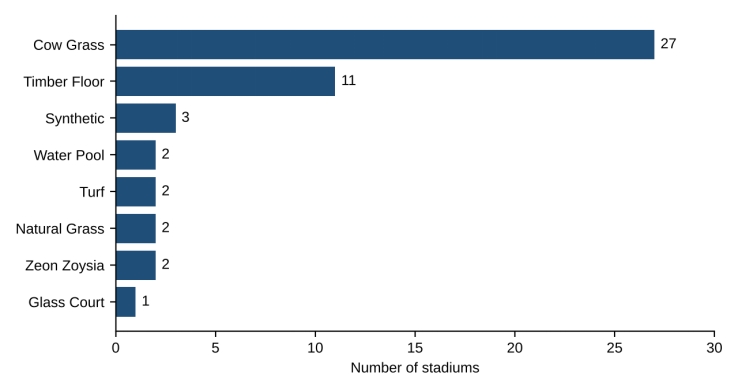 Cow Grass 27
Timber Floor 11
Synthetic 3
Water Pool 2
Turf 2
Natural Grass 2
Zeon Zoysia 2
Glass Court 1
0 5 10 15 20 25 30
Number of stadiums